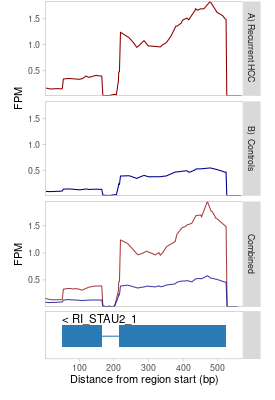 1.5
1.0
0.5
A) Recurrent HCC
FPM
1.5
1.0
0.5
B) Controls
1.5
1.0
0.5
FPM
Combined
< RI_STAU2_1
100
200
300
400
500
Distance from region start (bp)